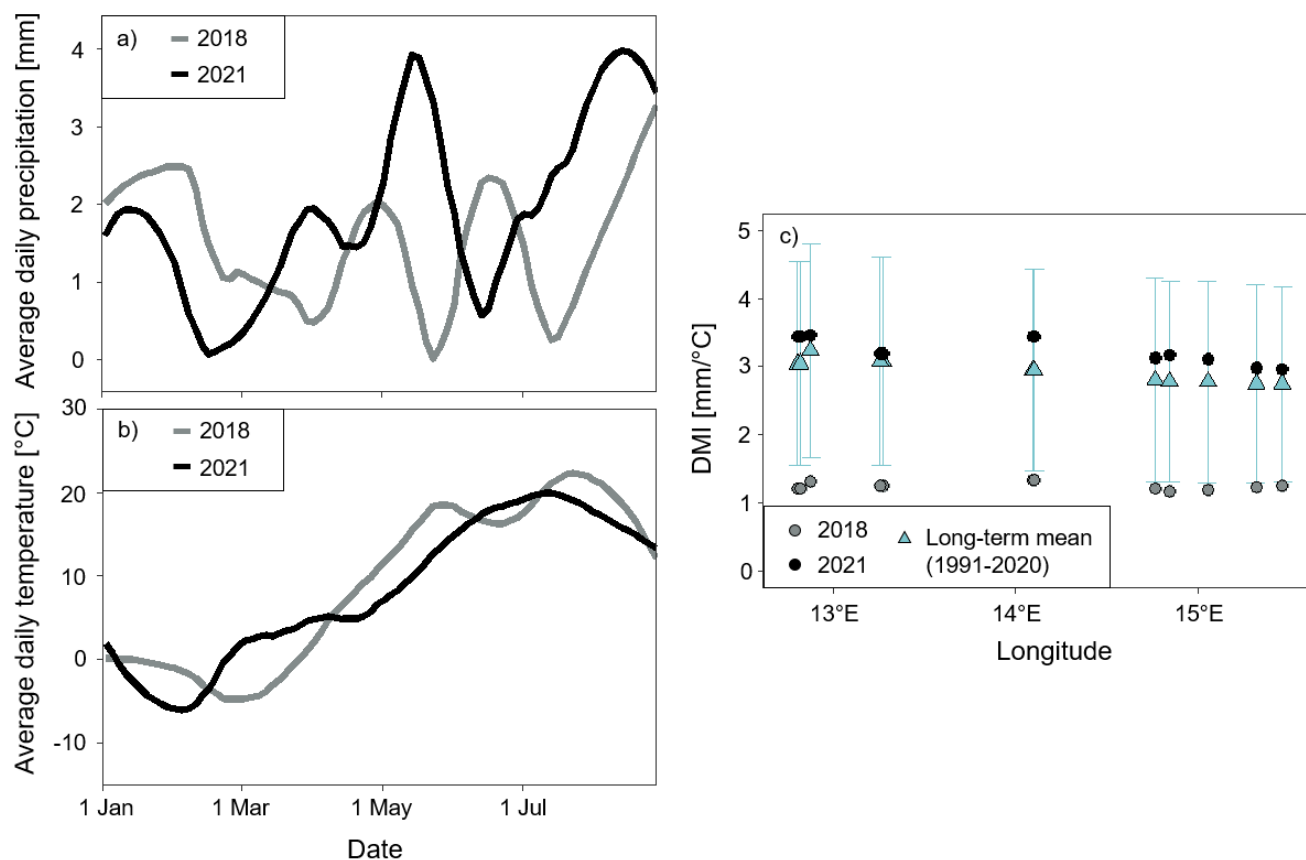 a)
2018
2021
Average daily precipitation [mm]
4
3
2
1
0
b)
2018
2021
Average daily temperature [°C]
30
20
10
0
-10
1 Jan
1 Mar
1 May
1 Jul
Date
c)
DMI [mm/°C]
5
4
3
2
1
0
2018
2021
Long-term mean
(1991-2020)
13°E
14°E
15°E
Longitude